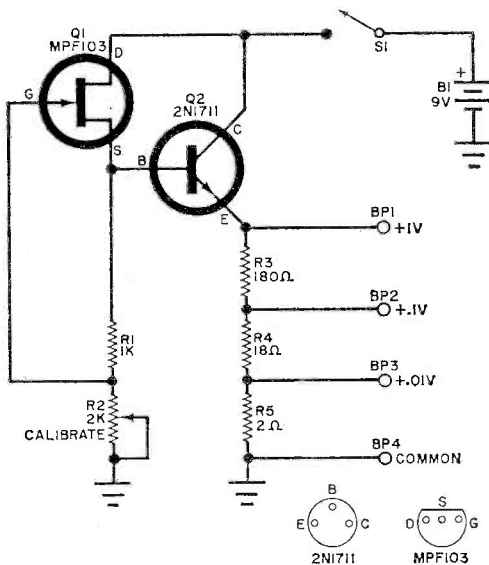 Q1
MPF103
D
G
S
Q2
2N1711
B
C
E
S1
+
B1
9V
BP1
+1V
R3
180Ω
BP2
+.1V
R4
18Ω
BP3
+.01V
R5
2Ω
BP4
COMMON
R1
1K
R2
2K
CALIBRATE
B
E
C
2N1711
S
D
G
MPF103